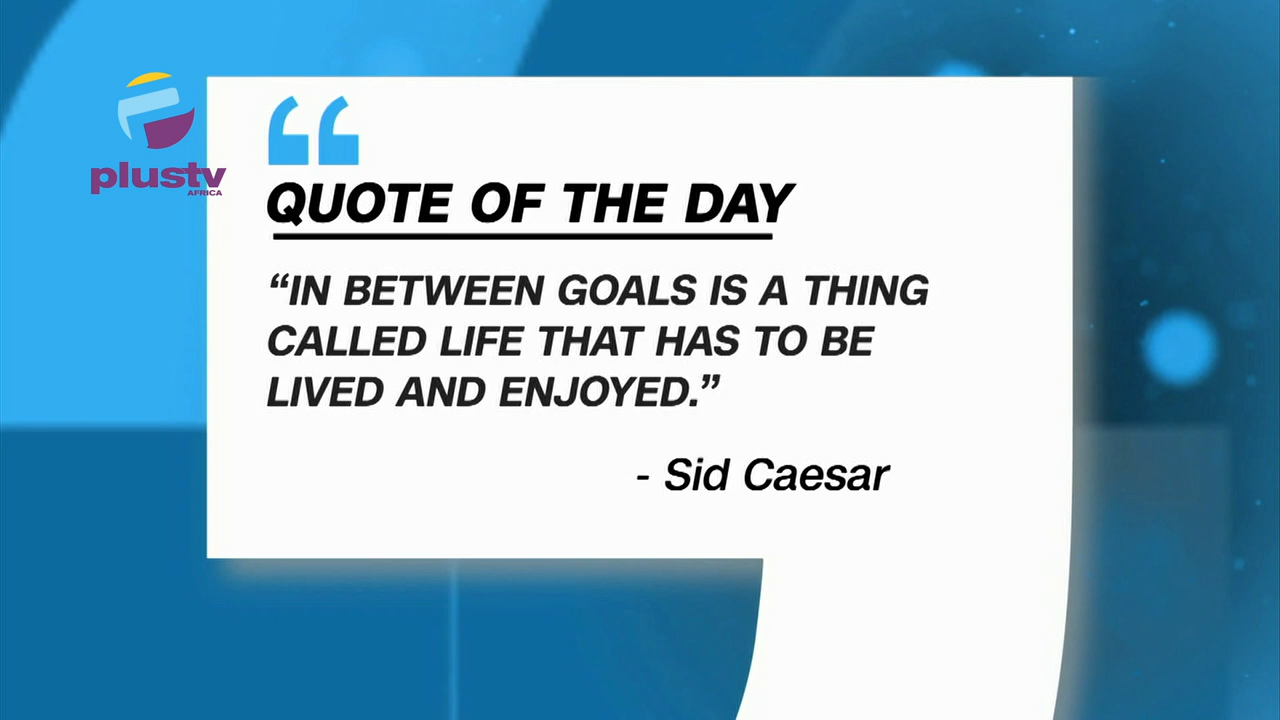 plustv
AFRICA
QUOTE OF THE DAY
“IN BETWEEN GOALS IS A THING
CALLED LIFE THAT HAS TO BE
LIVED AND ENJOYED.”
- Sid Caesar